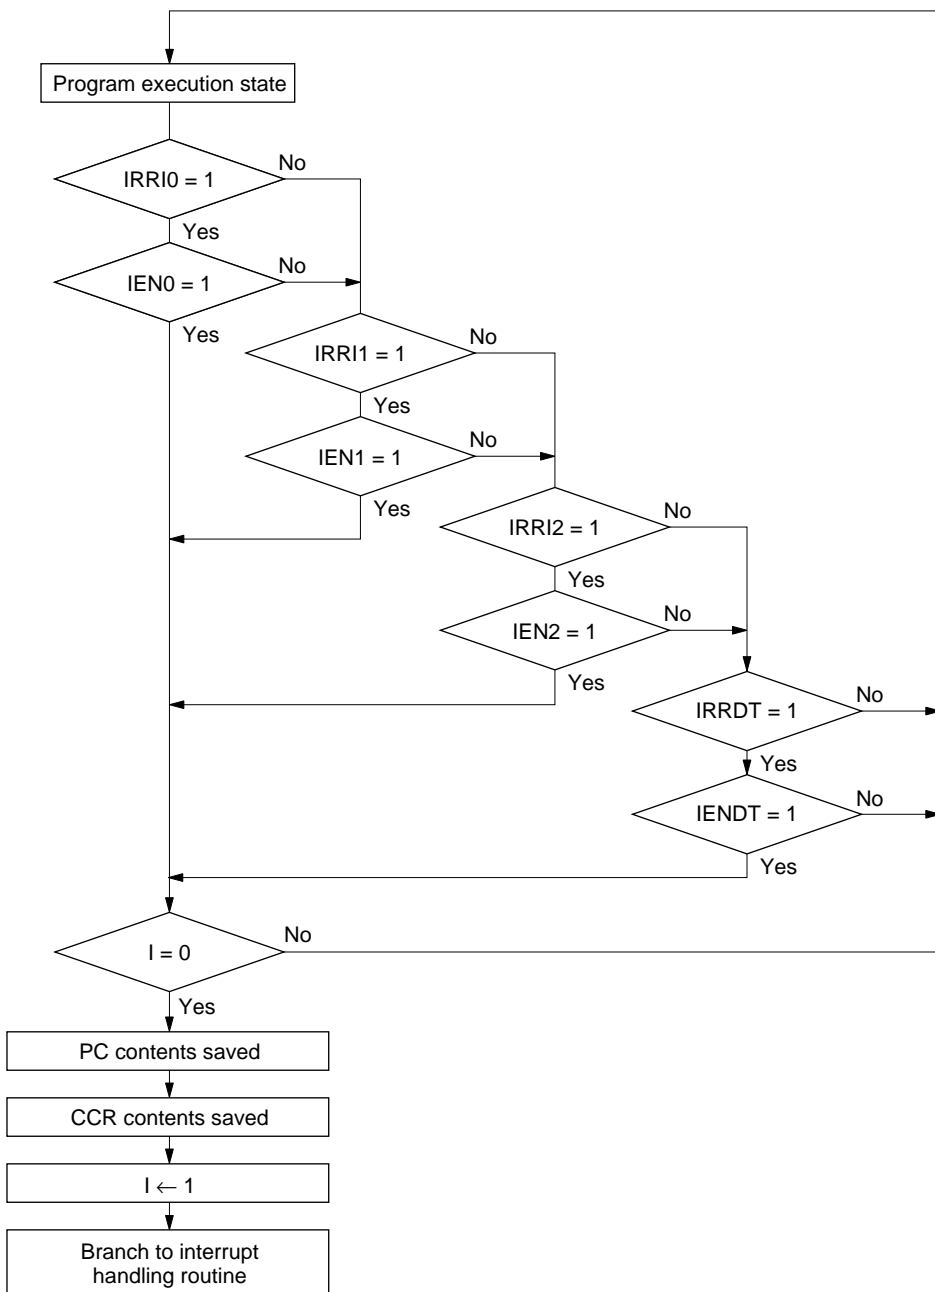 Program execution state
IRRI0 = 1
No
Yes
IEN0 = 1
No
Yes
IRRI1 = 1
No
Yes
IEN1 = 1
No
Yes
IRRI2 = 1
No
Yes
IEN2 = 1
No
Yes
IRRDT = 1
No
Yes
IENDT = 1
No
Yes
I = 0
No
Yes
PC contents saved
CCR contents saved
I ← 1
Branch to interrupt
handling routine